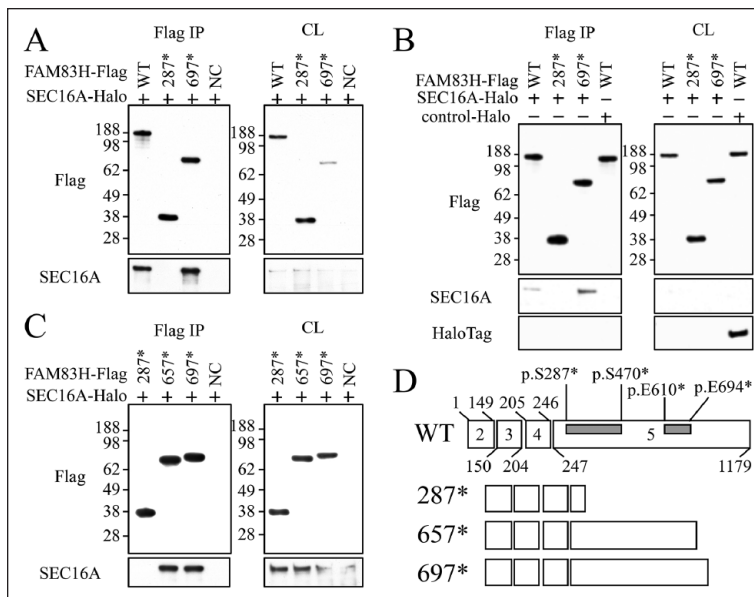 A
Flag IP
CL
FAM83H-Flag
WT 287* 697* NC
WT 287* 697* NC
SEC16A-Halo + + + + + + + +
188
98
62
49
38
28
188
98
62
49
38
28
Flag
SEC16A
B
Flag IP
CL
FAM83H-Flag
WT 287* 697* WT
WT 287* 697* WT
SEC16A-Halo + + + − + + + −
control-Halo − − − + − − − +
188
98
62
49
38
28
188
98
62
49
38
28
Flag
SEC16A
HaloTag
C
Flag IP
CL
FAM83H-Flag
287* 657* 697* NC
287* 657* 697* NC
SEC16A-Halo + + + + + + + +
188
98
62
49
38
28
188
98
62
49
38
28
Flag
SEC16A
D
p.S287* p.S470*
p.E610* p.E694*
1 149 205 246
WT 2 3 4 5
150 204 247 1179
287*
657*
697*